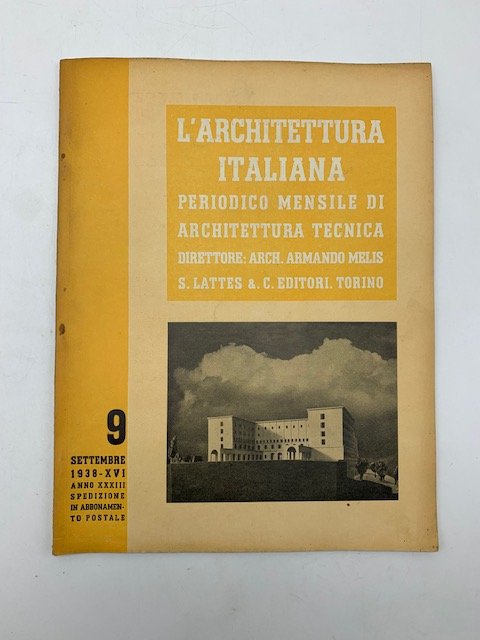 L'ARCHITETTURA
ITALIANA
PERIODICO MENSILE DI
ARCHITETTURA TECNICA
DIRETTORE: ARCH. ARMANDO MELIS
S. LATTES &. C. EDITORI. TORINO
9
SETTEMBRE
1938-XVI
ANNO XXXIII
SPEDIZIONE
IN ABBONAMEN-
TO POSTALE